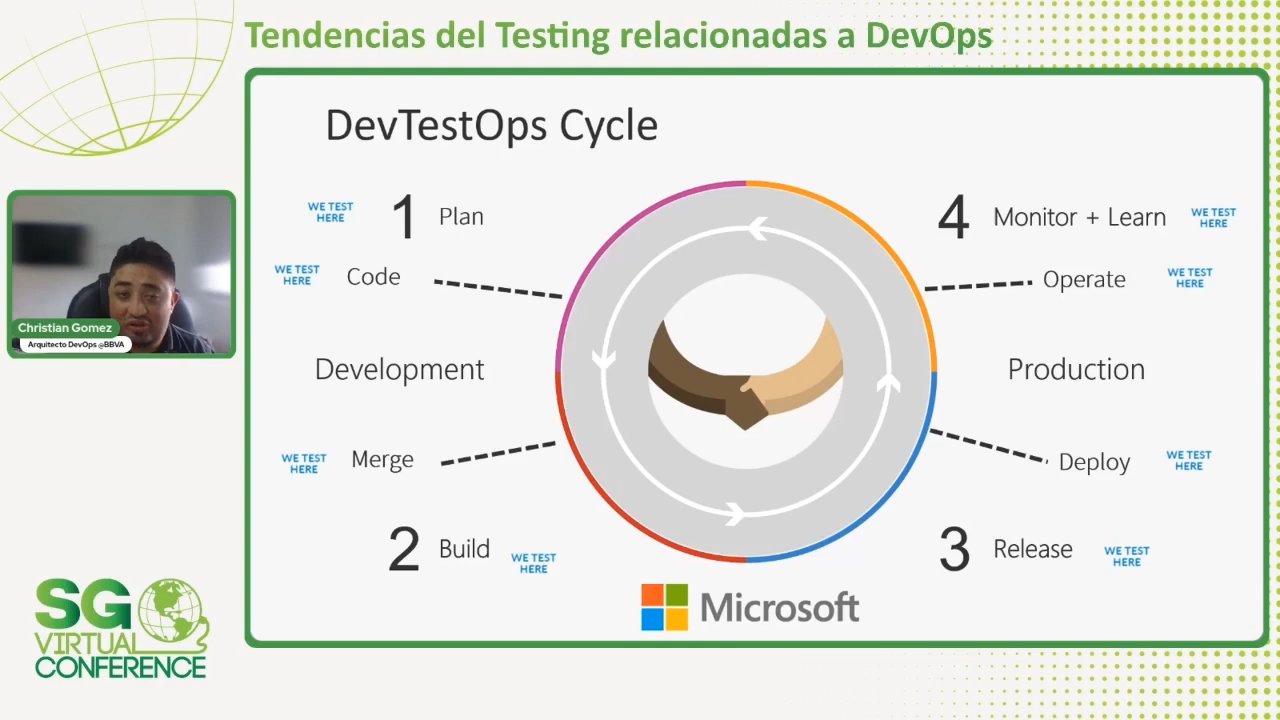 Tendencias del Testing relacionadas a DevOps
DevTestOps Cycle
WE TEST
HERE
1 Plan
WE TEST
HERE
Code
Development
WE TEST
HERE
Merge
2 Build
WE TEST
HERE
4 Monitor + Learn
WE TEST
HERE
Operate
WE TEST
HERE
Production
Deploy
WE TEST
HERE
3 Release
WE TEST
HERE
Microsoft
Christian Gomez
Arquitecto DevOps @BBVA
SG
VIRTUAL
CONFERENCE